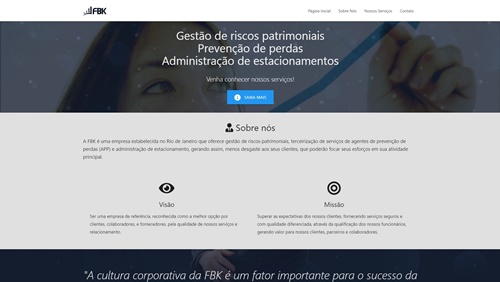 FBK
Página Inicial Sobre Nós Nossos Serviços Contato
Gestão de riscos patrimoniais
Prevenção de perdas
Administração de estacionamentos
Venha conhecer nossos serviços!
SAIBA MAIS
Sobre nós
A FBK é uma empresa estabelecida no Rio de Janeiro que oferece gestão de riscos patrimoniais, terceirização de serviços de agentes de prevenção de
perdas (APP) e administração de estacionamento, gerando assim, menos desgaste aos seus clientes, que poderão focar seus esforços em sua atividade
principal.
Visão
Ser uma empresa de referência, reconhecida como a melhor opção por
clientes, colaboradores, e fornecedores, pela qualidade de nossos serviços e
relacionamento.
Missão
Superar as expectativas dos nossos clientes, fornecendo serviços seguros e
com qualidade diferenciada, através da qualificação dos nossos funcionários,
gerando valor para nossos clientes, parceiros e colaboradores.
"A cultura corporativa da FBK é um fator importante para o sucesso da